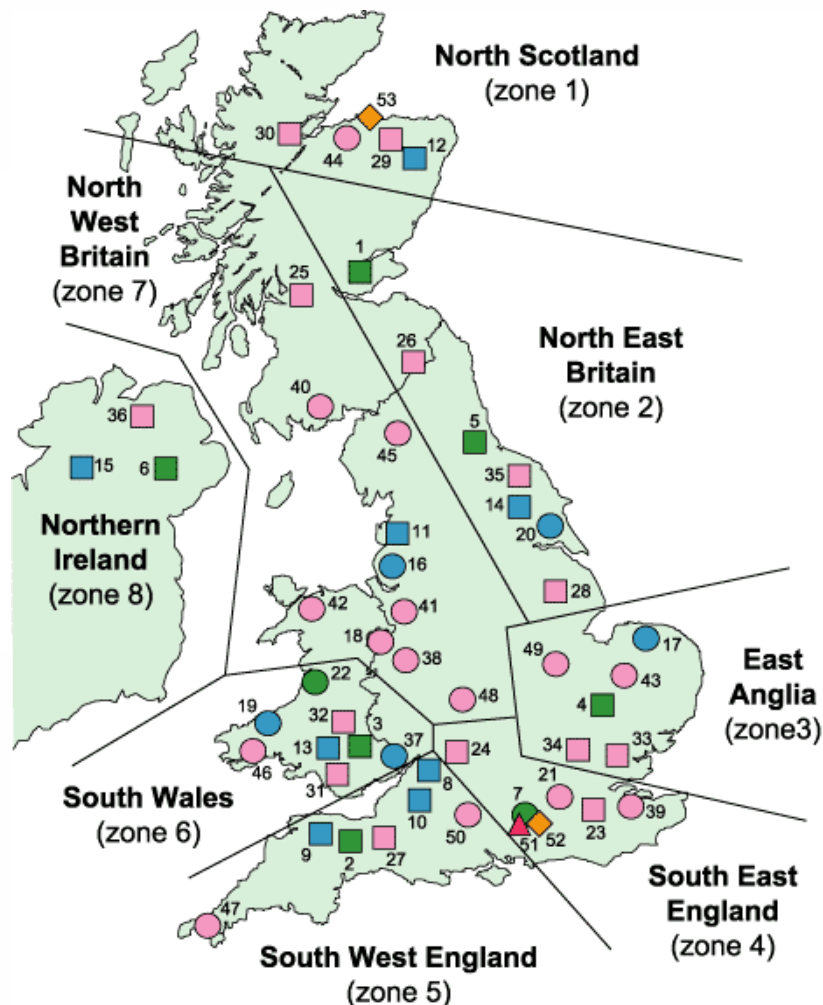 North Scotland
(zone 1)
53
30
44
29
12
North
West
Britain
(zone 7)
1
25
26
North East
Britain
(zone 2)
40
45
5
36
35
15
6
14
20
11
Northern
Ireland
(zone 8)
16
28
42
41
18
38
49
17
43
East
Anglia
(zone3)
22
48
4
19
32
3
13
37
46
31
24
34
33
8
10
7
21
23
39
50
51
52
South Wales
(zone 6)
9
2
27
South East
England
(zone 4)
47
South West England
(zone 5)